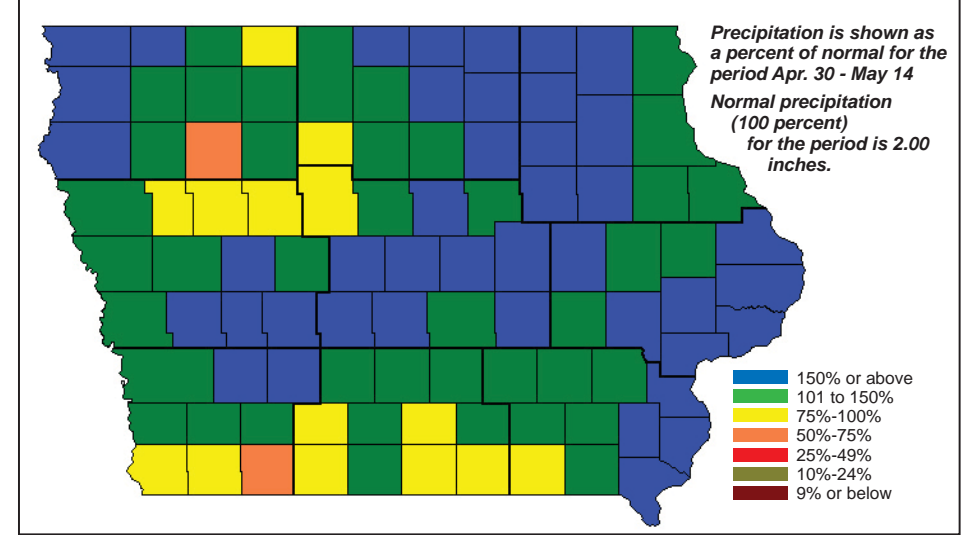 Precipitation is shown as
a percent of normal for the
period Apr. 30 - May 14
Normal precipitation
(100 percent)
for the period is 2.00
inches.
150% or above
101 to 150%
75%-100%
50%-75%
25%-49%
10%-24%
9% or below